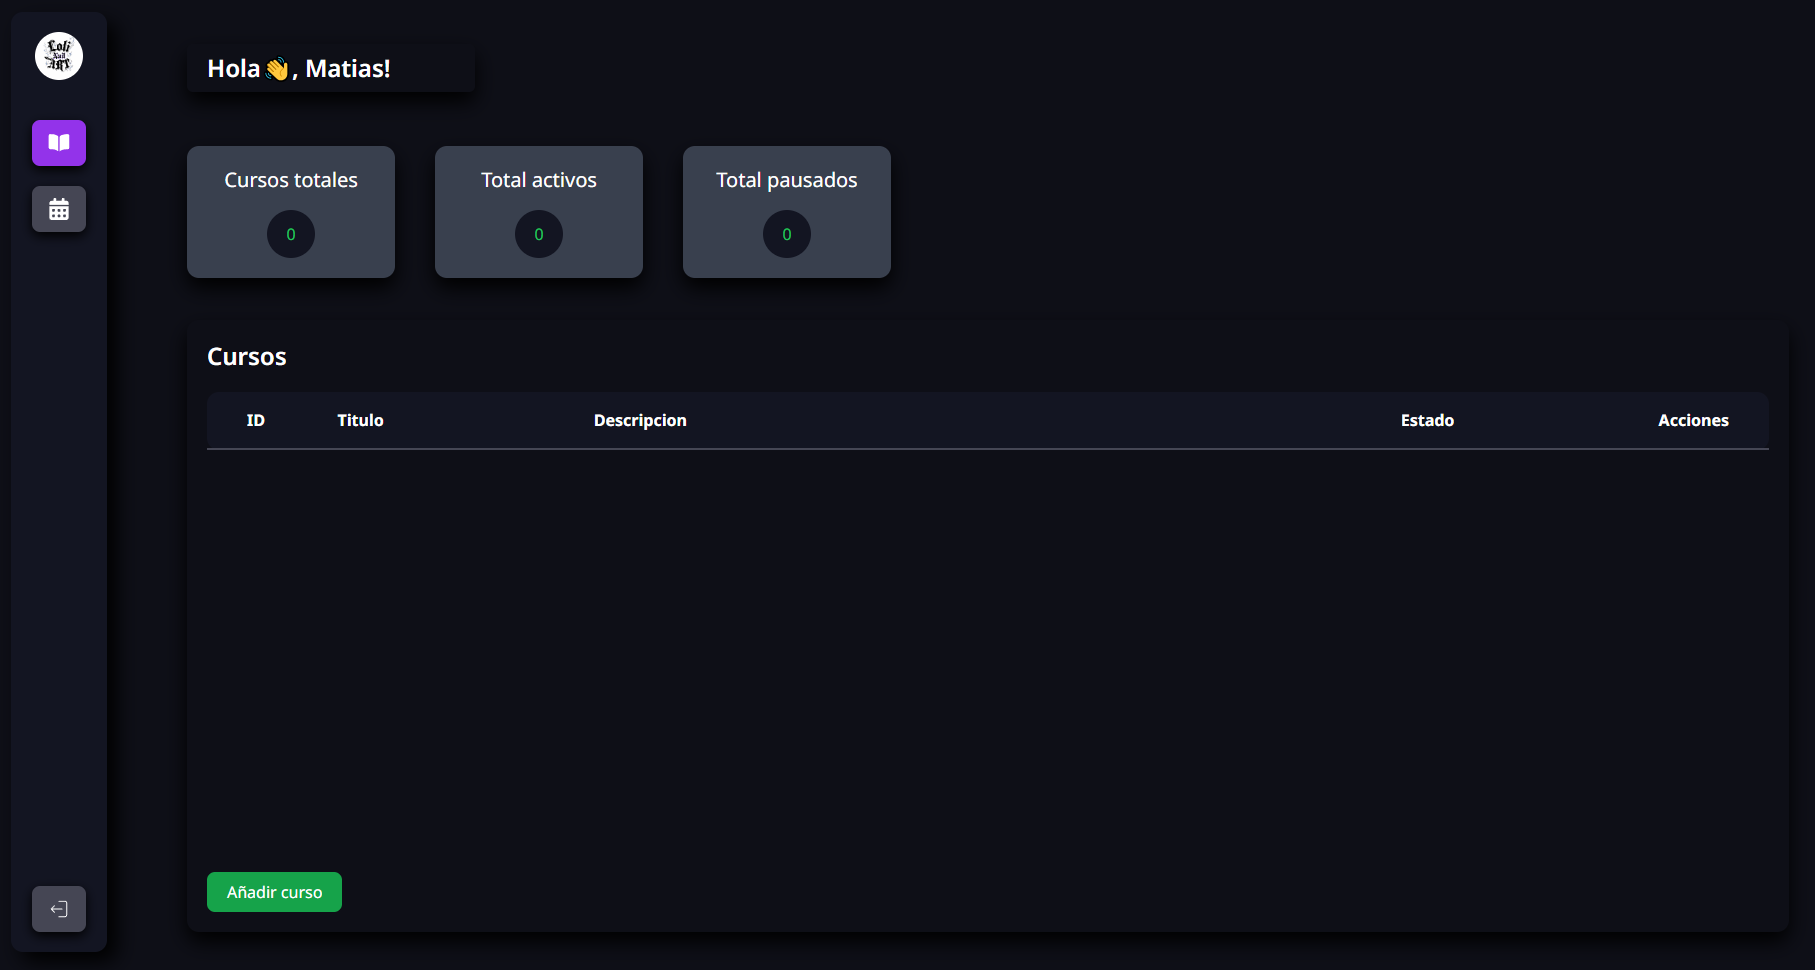 Loli
Nail
ART
Hola👋, Matias!
Cursos totales
0
Total activos
0
Total pausados
0
Cursos
ID Titulo Descripcion Estado Acciones
Añadir curso